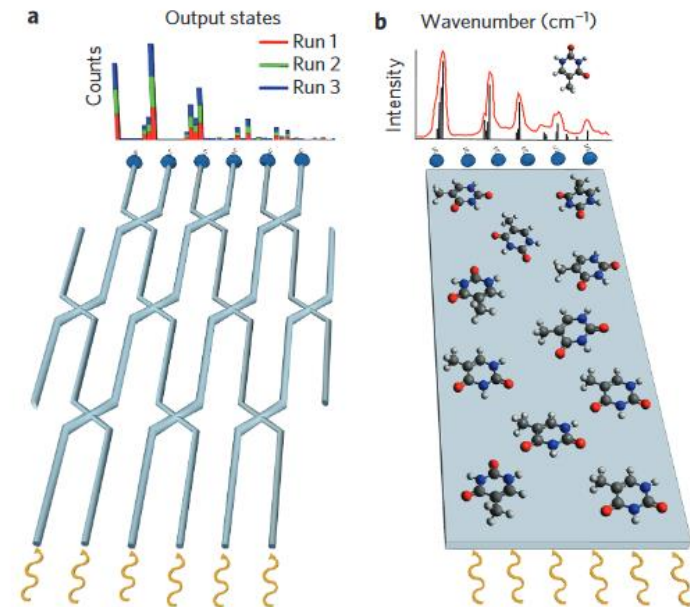 a
Output states
Counts
Run 1
Run 2
Run 3
b
Wavenumber (cm⁻¹)
Intensity